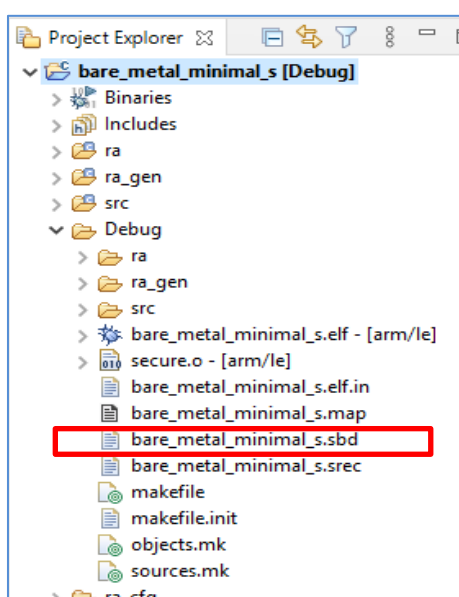 Project Explorer
bare_metal_minimal_s [Debug]
Binaries
Includes
ra
ra_gen
src
Debug
ra
ra_gen
src
bare_metal_minimal_s.elf - [arm/le]
secure.o - [arm/le]
bare_metal_minimal_s.elf.in
bare_metal_minimal_s.map
bare_metal_minimal_s.sbd
bare_metal_minimal_s.srec
makefile
makefile.init
objects.mk
sources.mk
ra_cfg